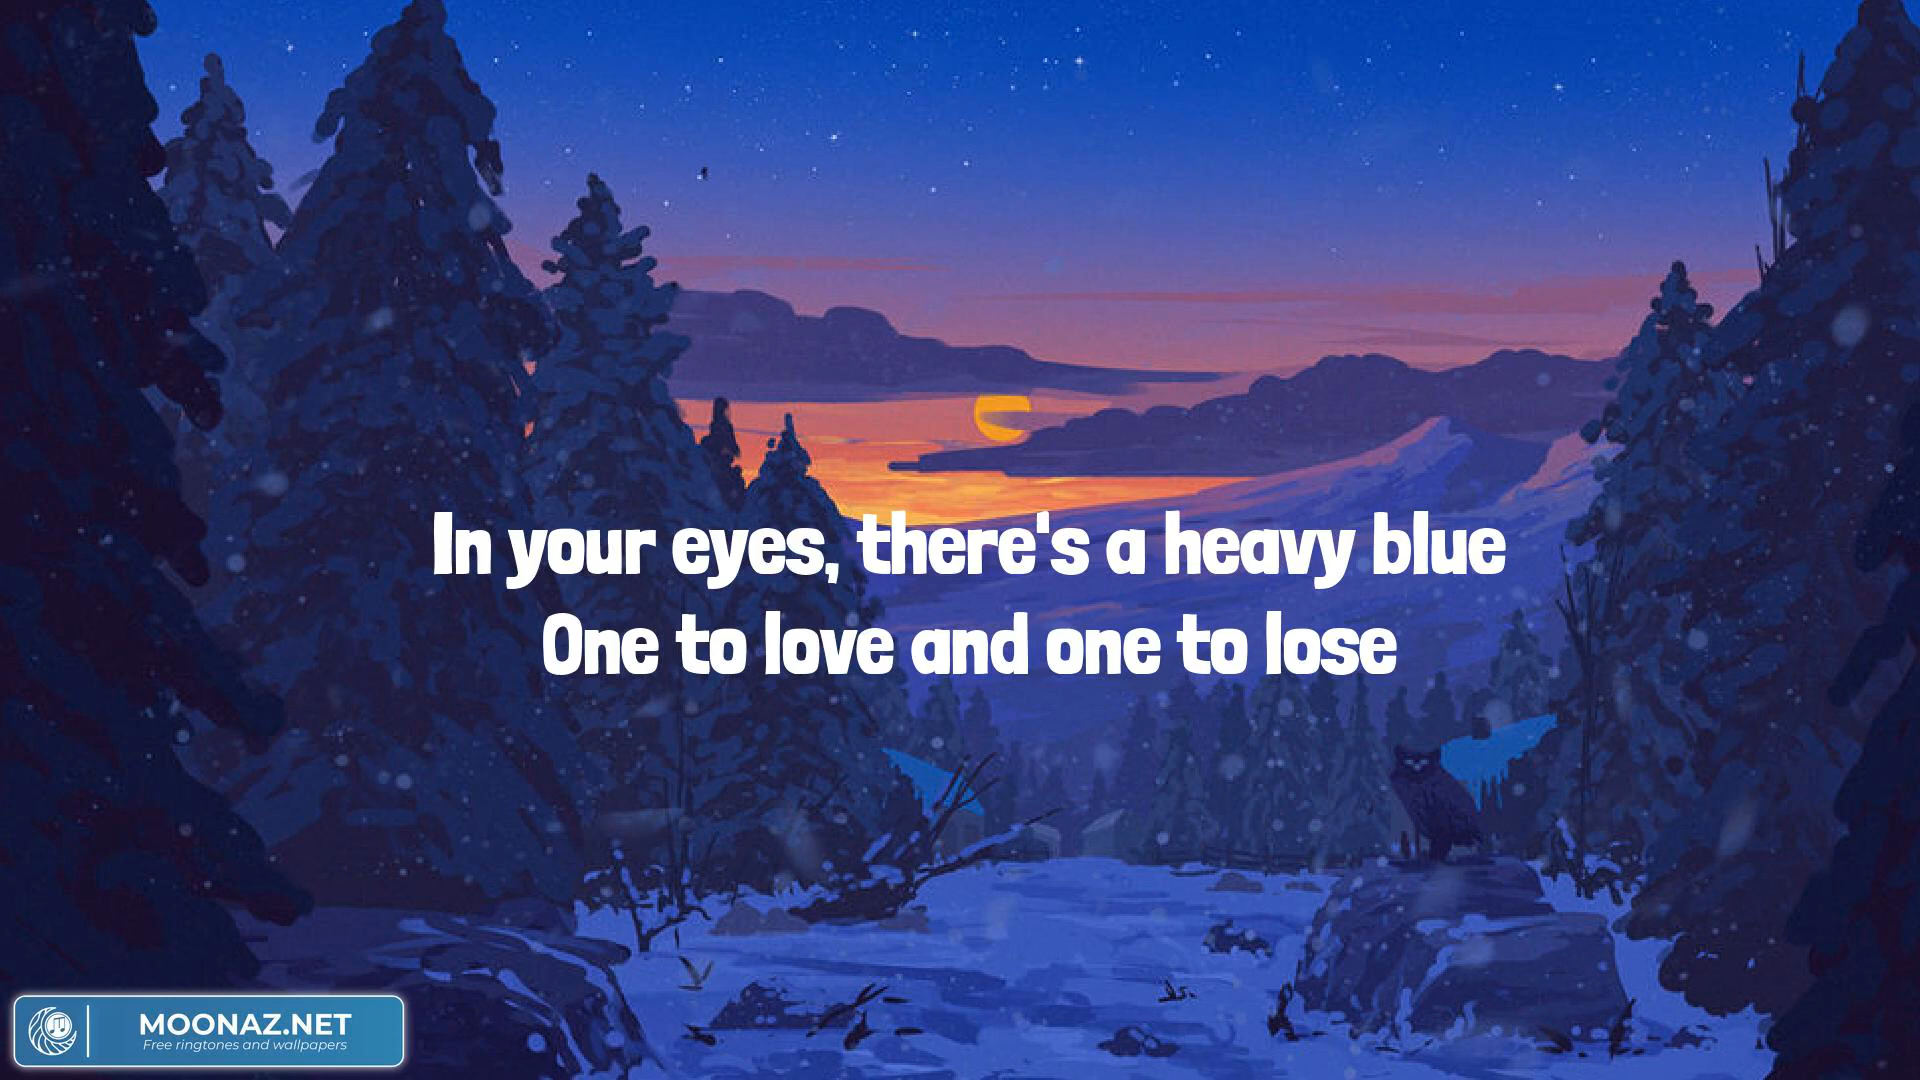 In your eyes, there's a heavy blue
One to love and one to lose
MOONAZ.NET
Free ringtones and wallpapers